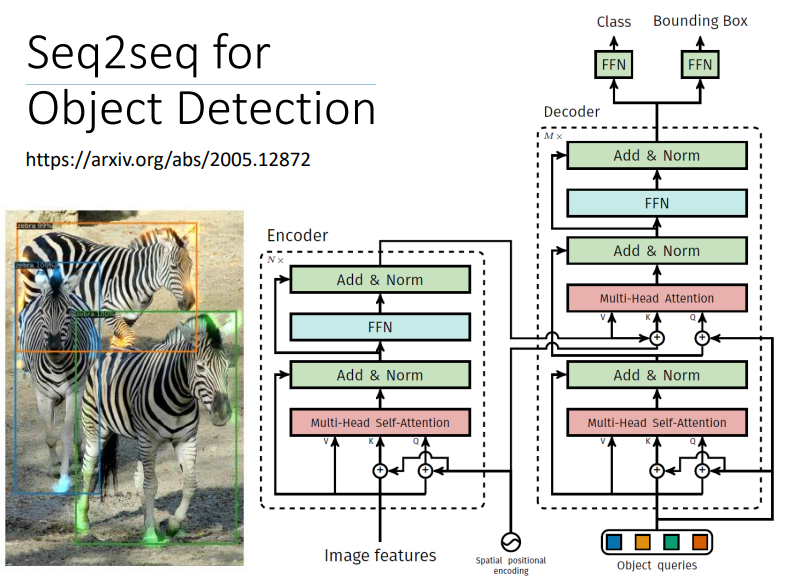 Seq2seq for
Object Detection
https://arxiv.org/abs/2005.12872
zebra 99%
zebra 100%
zebra 100%
Encoder
N×
Add & Norm
FFN
Add & Norm
Multi-Head Self-Attention
V K Q
+ +
Image features
Spatial positional
encoding
Class Bounding Box
FFN FFN
Decoder
M×
Add & Norm
FFN
Add & Norm
Multi-Head Attention
V K Q
+ +
Add & Norm
Multi-Head Self-Attention
V K Q
+ +
Object queries